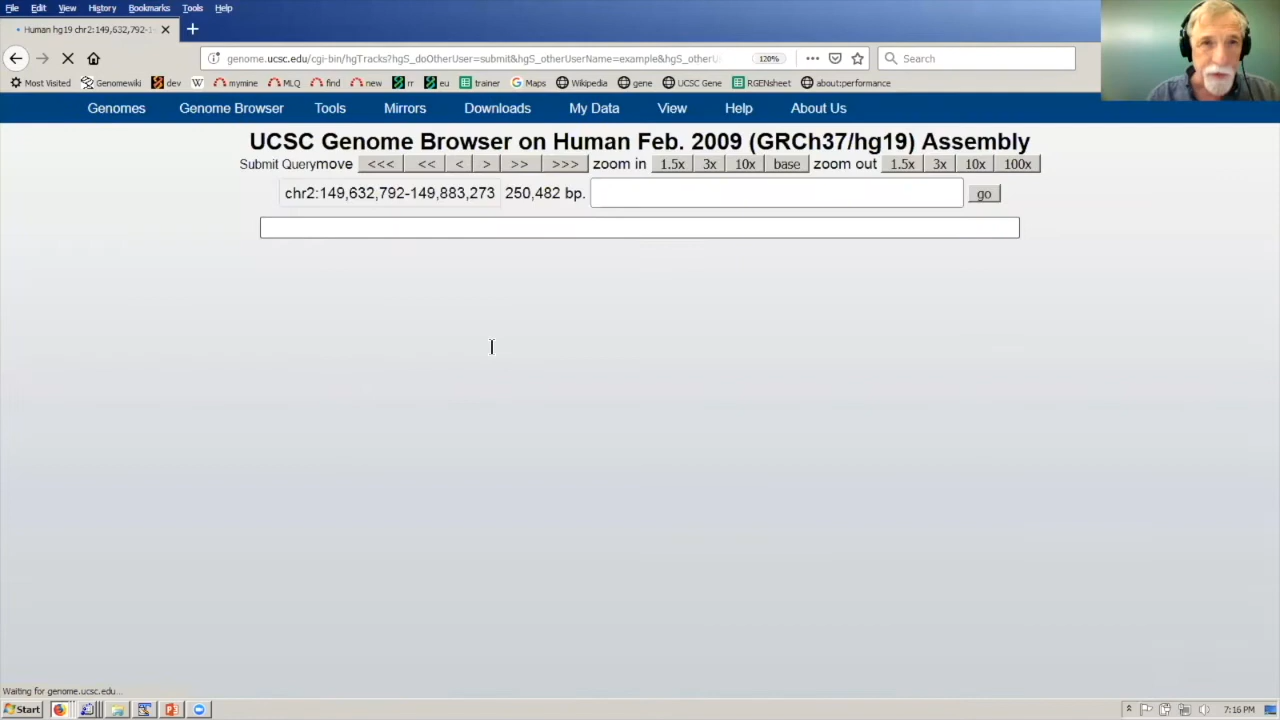 File Edit View History Bookmarks Tools Help
Human hg19 chr2:149,632,792-1
genome.ucsc.edu/cgi-bin/hgTracks?hgS_doOtherUser=submit&hgS_otherUserName=example&hgS_otherU 120% Search
Most Visited Genomewiki dev mymine MLQ find new rr eu trainer Maps Wikipedia gene UCSC Gene RGENsheet about:performance
Genomes Genome Browser Tools Mirrors Downloads My Data View Help About Us
UCSC Genome Browser on Human Feb. 2009 (GRCh37/hg19) Assembly
Submit Querymove <<< << < > >> >>> zoom in 1.5x 3x 10x base zoom out 1.5x 3x 10x 100x
chr2:149,632,792-149,883,273 250,482 bp. go
Waiting for genome.ucsc.edu...
Start 7:16 PM